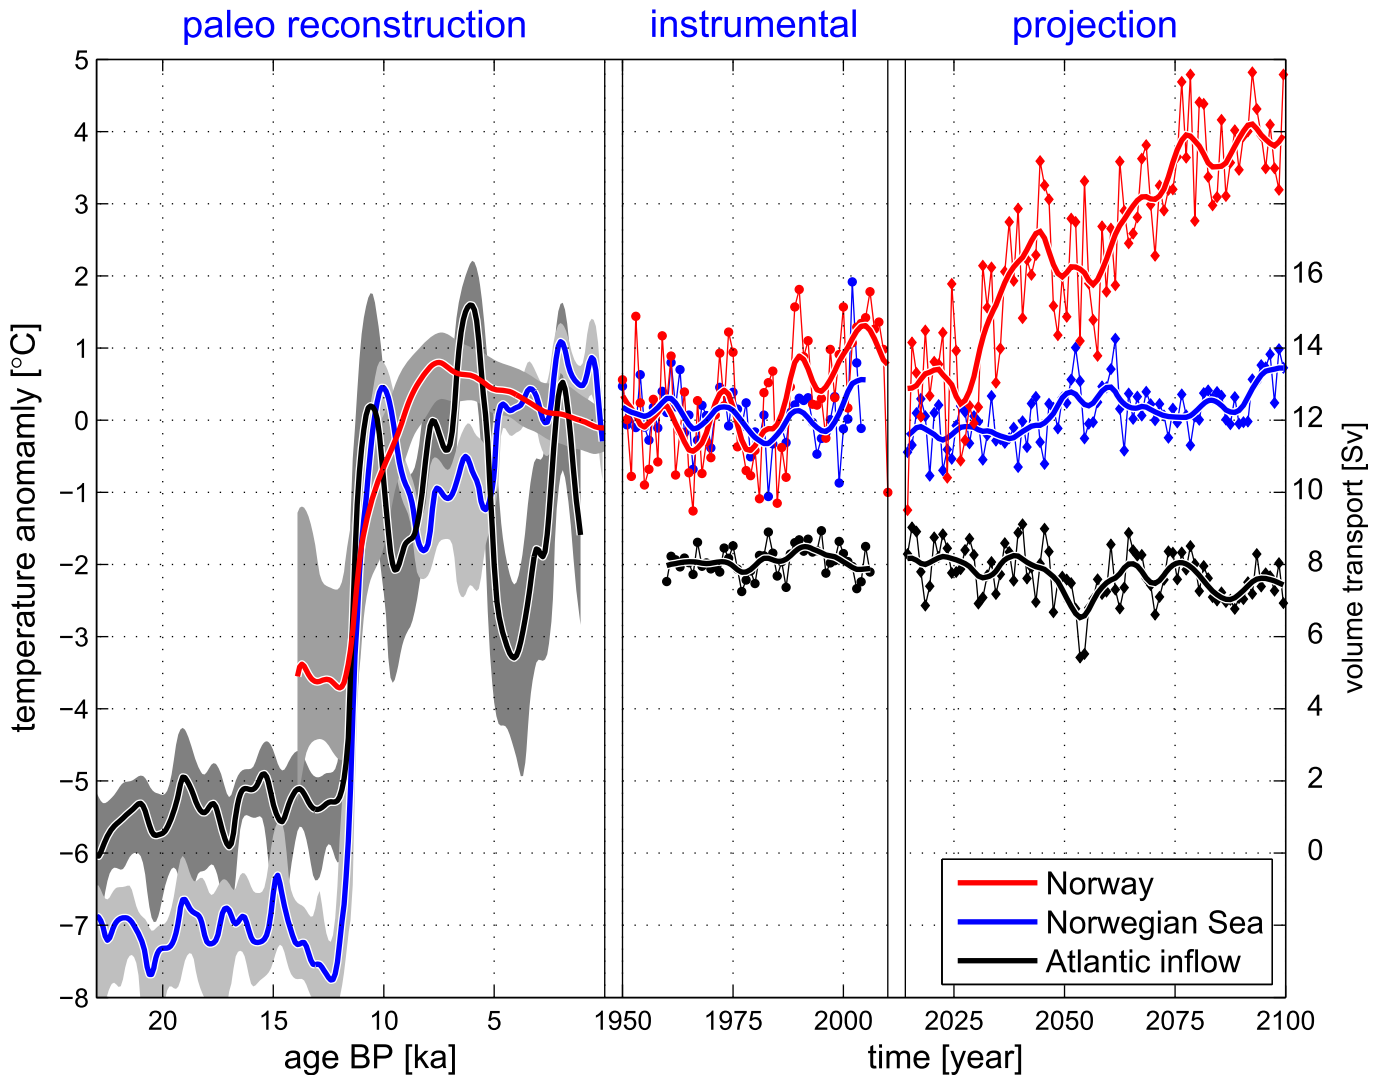 paleo reconstruction instrumental projection
5
4
3
2
1
0
−1
−2
−3
−4
−5
−6
−7
−8
temperature anomamly [°C]
16
14
12
10
8
6
4
2
0
volume transport [Sv]
Norway
Norwegian Sea
Atlantic inflow
20 15 10 5 1950 1975 2000 2025 2050 2075 2100
age BP [ka] time [year]